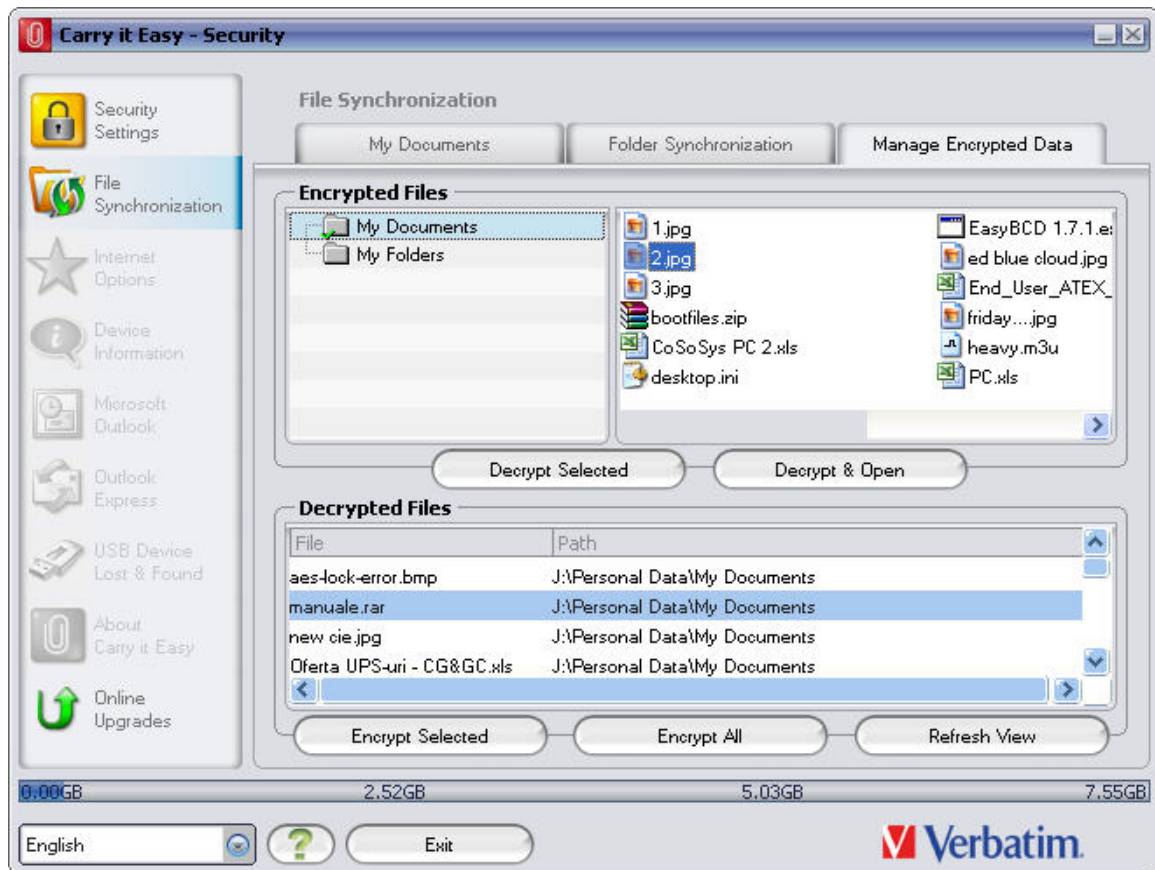 Carry it Easy - Security
Security
Settings
File
Synchronization
Internet
Options
Device
Information
Microsoft
Outlook
Outlook
Express
USB Device
Lost & Found
About
Carry it Easy
Online
Upgrades
File Synchronization
My Documents
Folder Synchronization
Manage Encrypted Data
Encrypted Files
My Documents
My Folders
1.jpg
2.jpg
3.jpg
bootfiles.zip
CoSoSys PC 2.xls
desktop.ini
EasyBCD 1.7.1.e
ed blue cloud.jpg
End_User_ATEX_
friday....jpg
heavy.m3u
PC.xls
Decrypt Selected
Decrypt & Open
Decrypted Files
File Path
aes-lock-error.bmp J:\Personal Data\My Documents
manuale.rar J:\Personal Data\My Documents
new cie.jpg J:\Personal Data\My Documents
Oferta UPS-uri - CG&GC.xls J:\Personal Data\My Documents
Encrypt Selected
Encrypt All
Refresh View
0.00GB 2.52GB 5.03GB 7.55GB
English
?
Exit
Verbatim.